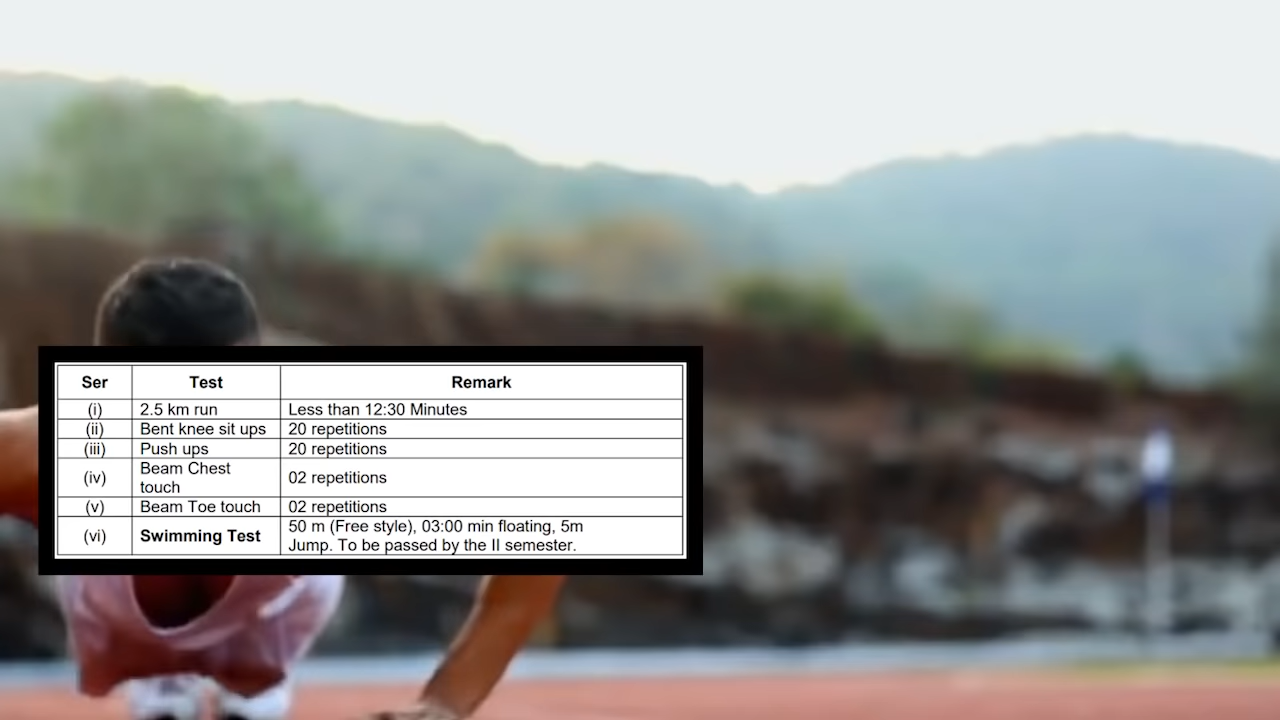 Ser Test Remark
(i) 2.5 km run Less than 12:30 Minutes
(ii) Bent knee sit ups 20 repetitions
(iii) Push ups 20 repetitions
(iv) Beam Chest touch 02 repetitions
(v) Beam Toe touch 02 repetitions
(vi) Swimming Test 50 m (Free style), 03:00 min floating, 5m
Jump. To be passed by the II semester.